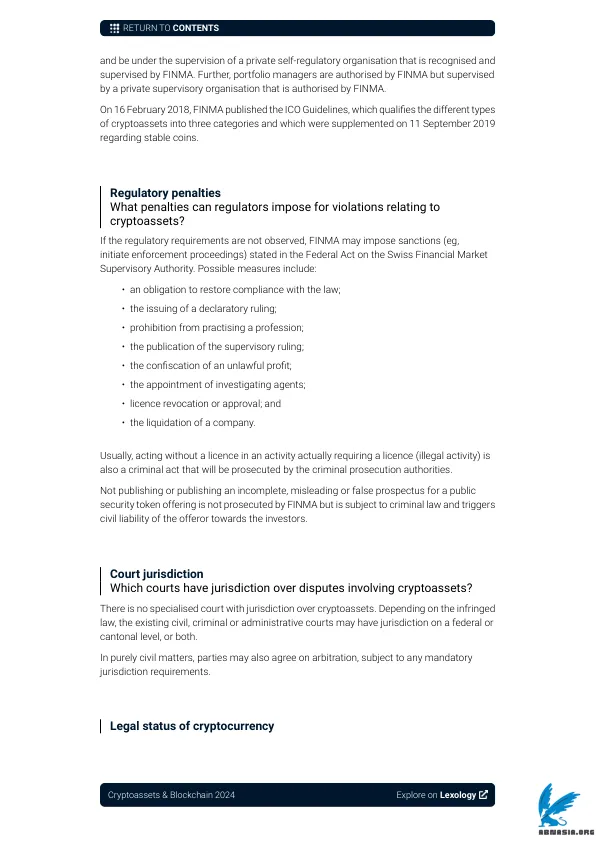 RETURN TO CONTENTS
and be under the supervision of a private self-regulatory organisation that is recognised and
supervised by FINMA. Further, portfolio managers are authorised by FINMA but supervised
by a private supervisory organisation that is authorised by FINMA.
On 16 February 2018, FINMA published the ICO Guidelines, which qualifies the different types
of cryptoassets into three categories and which were supplemented on 11 September 2019
regarding stable coins.
Regulatory penalties
What penalties can regulators impose for violations relating to
cryptoassets?
If the regulatory requirements are not observed, FINMA may impose sanctions (eg,
initiate enforcement proceedings) stated in the Federal Act on the Swiss Financial Market
Supervisory Authority. Possible measures include:
• an obligation to restore compliance with the law;
• the issuing of a declaratory ruling;
• prohibition from practising a profession;
• the publication of the supervisory ruling;
• the confiscation of an unlawful profit;
• the appointment of investigating agents;
• licence revocation or approval; and
• the liquidation of a company.
Usually, acting without a licence in an activity actually requiring a licence (illegal activity) is
also a criminal act that will be prosecuted by the criminal prosecution authorities.
Not publishing or publishing an incomplete, misleading or false prospectus for a public
security token offering is not prosecuted by FINMA but is subject to criminal law and triggers
civil liability of the offeror towards the investors.
Court jurisdiction
Which courts have jurisdiction over disputes involving cryptoassets?
There is no specialised court with jurisdiction over cryptoassets. Depending on the infringed
law, the existing civil, criminal or administrative courts may have jurisdiction on a federal or
cantonal level, or both.
In purely civil matters, parties may also agree on arbitration, subject to any mandatory
jurisdiction requirements.
Legal status of cryptocurrency
Cryptoassets & Blockchain 2024
Explore on Lexology
ABNASIA.ORG